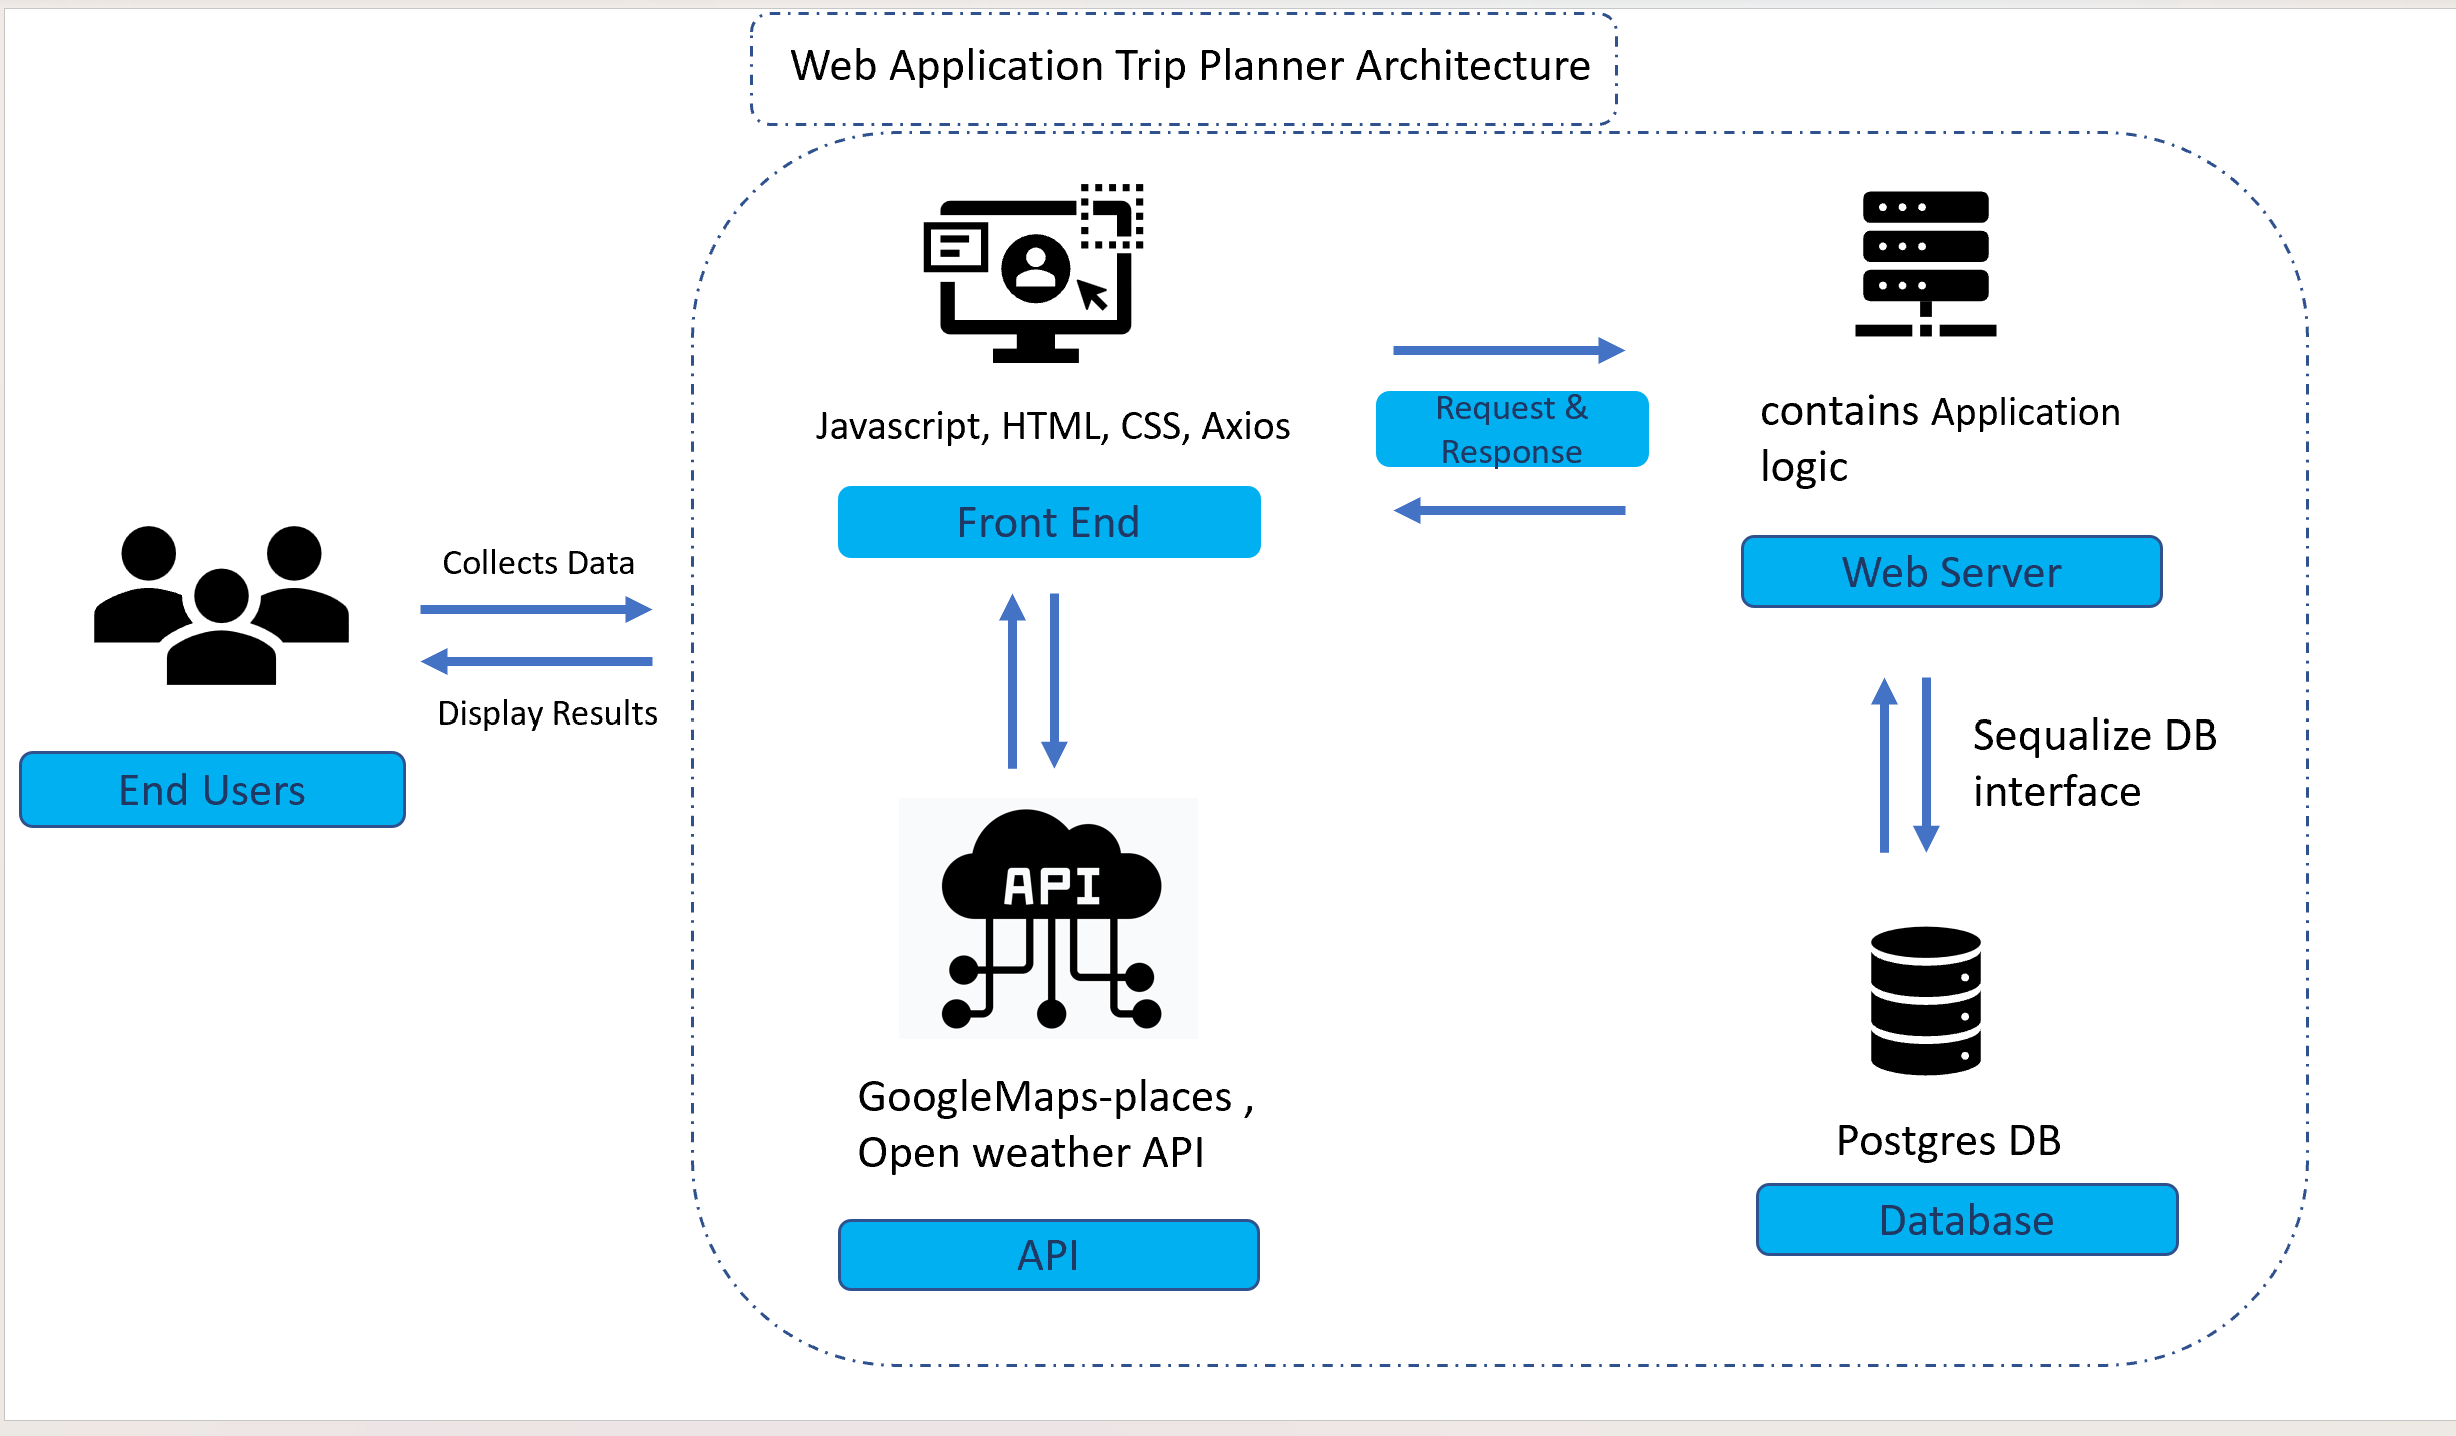 Web Application Trip Planner Architecture
Javascript, HTML, CSS, Axios
Front End
Request &
Response
contains Application
logic
Web Server
Collects Data
Display Results
End Users
Sequalize DB
interface
API
GoogleMaps-places ,
Open weather API
API
Postgres DB
Database